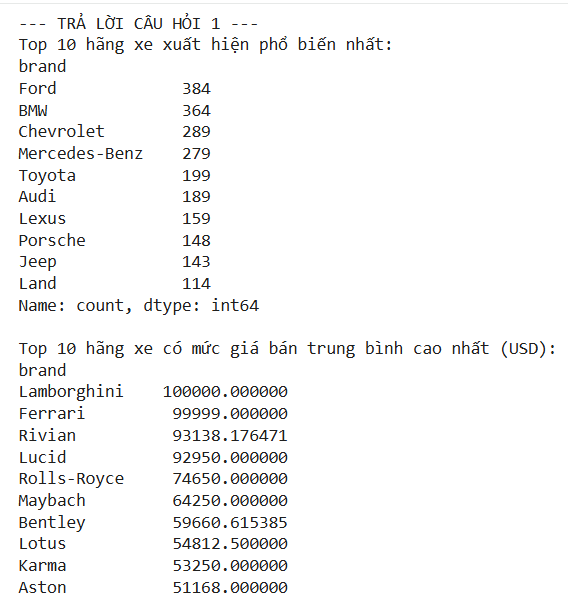 --- TRẢ LỜI CÂU HỎI 1 ---
Top 10 hãng xe xuất hiện phổ biến nhất:
brand
Ford             384
BMW              364
Chevrolet        289
Mercedes-Benz    279
Toyota           199
Audi             189
Lexus            159
Porsche          148
Jeep             143
Land             114
Name: count, dtype: int64

Top 10 hãng xe có mức giá bán trung bình cao nhất (USD):
brand
Lamborghini    100000.000000
Ferrari         99999.000000
Rivian          93138.176471
Lucid           92950.000000
Rolls-Royce     74650.000000
Maybach         64250.000000
Bentley         59660.615385
Lotus           54812.500000
Karma           53250.000000
Aston           51168.000000